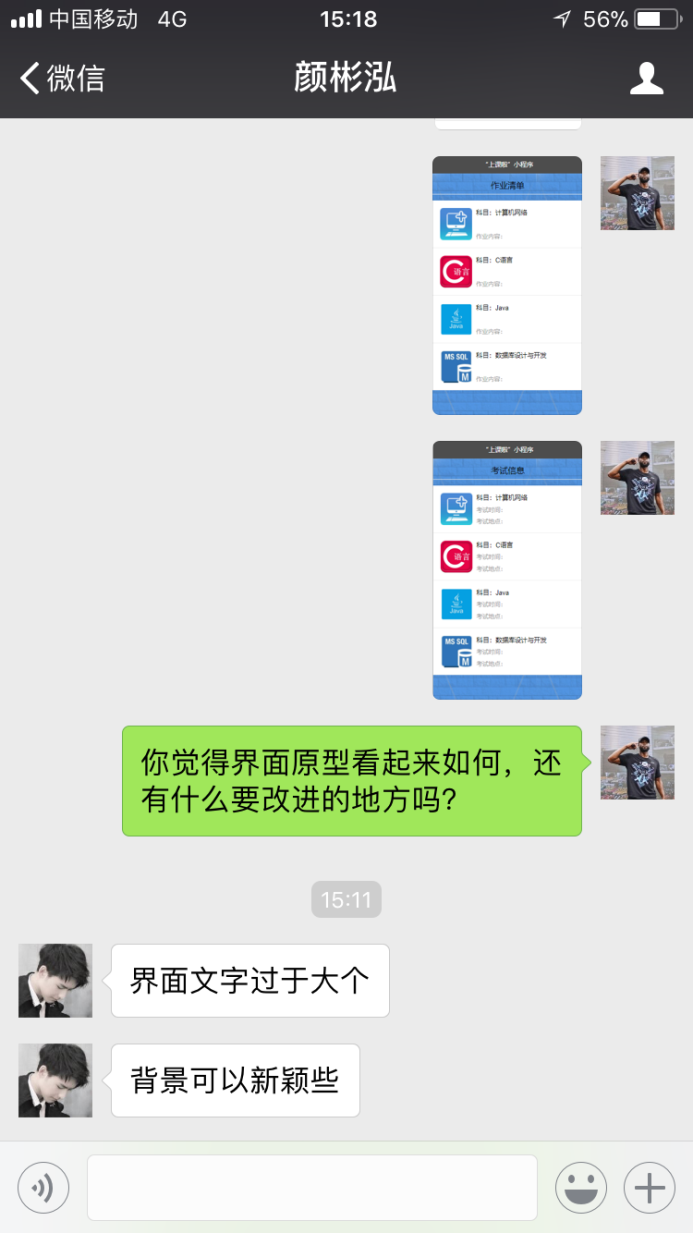 中国移动 4G 15:18 56%
微信 颜彬泓
"上课啦"小程序
作业清单
科目：计算机网络
作业内容：
科目：C语言
作业内容：
科目：Java
作业内容：
科目：数据库设计与开发
作业内容：
C语言
Java
MS SQL
M
"上课啦"小程序
考试信息
科目：计算机网络
考试时间：
考试地点：
科目：C语言
考试时间：
考试地点：
科目：Java
考试时间：
考试地点：
科目：数据库设计与开发
考试时间：
考试地点：
C语言
Java
MS SQL
M
你觉得界面原型看起来如何，还
有什么要改进的地方吗？
15:11
界面文字过于大个
背景可以新颖些